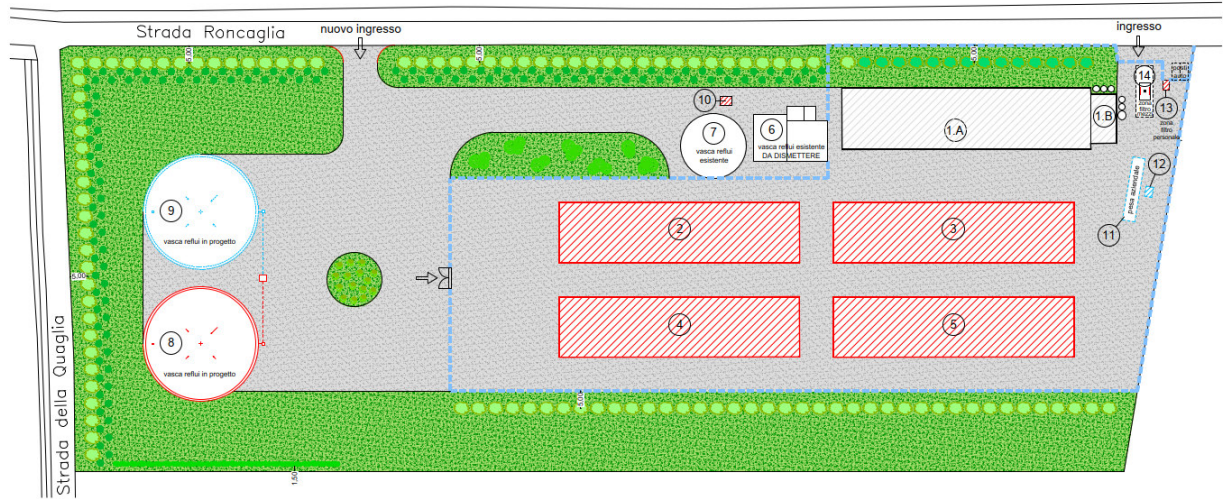 Strada Roncaglia
nuovo ingresso
ingresso
5,00
5,00
5,00
14
posti
auto
10
1.A
1.B
zona
filtro
mezzi
13
zona
filtro
personale
7
vasca reflui
esistente
6
vasca reflui esistente
DA DISMETTERE
12
pesa aziendale
11
9
vasca reflui in progetto
2
3
5,00
8
vasca reflui in progetto
4
5
Strada della Quaglia
5,00
1,50